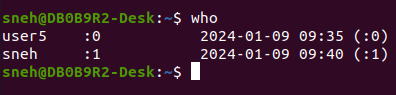 sneh@DB0B9R2-Desk:~$ who
user5    :0           2024-01-09 09:35 (:0)
sneh     :1           2024-01-09 09:40 (:1)
sneh@DB0B9R2-Desk:~$